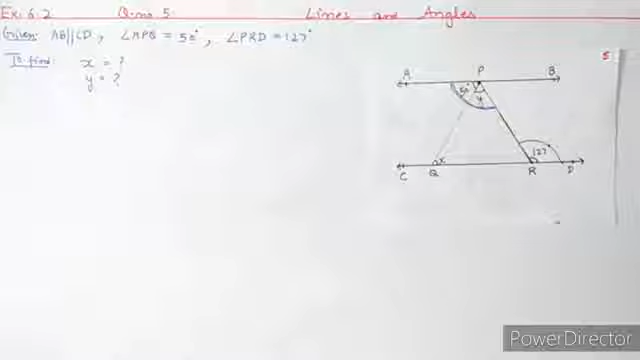 Ex. 6.2 Q.no. 5. Lines and Angles
Given: AB||CD, ∠APQ = 50°, ∠PRD = 127°
To find: x = ?
y = ?
5
A P B
50° y
127°
C Q x R D
PowerDirector